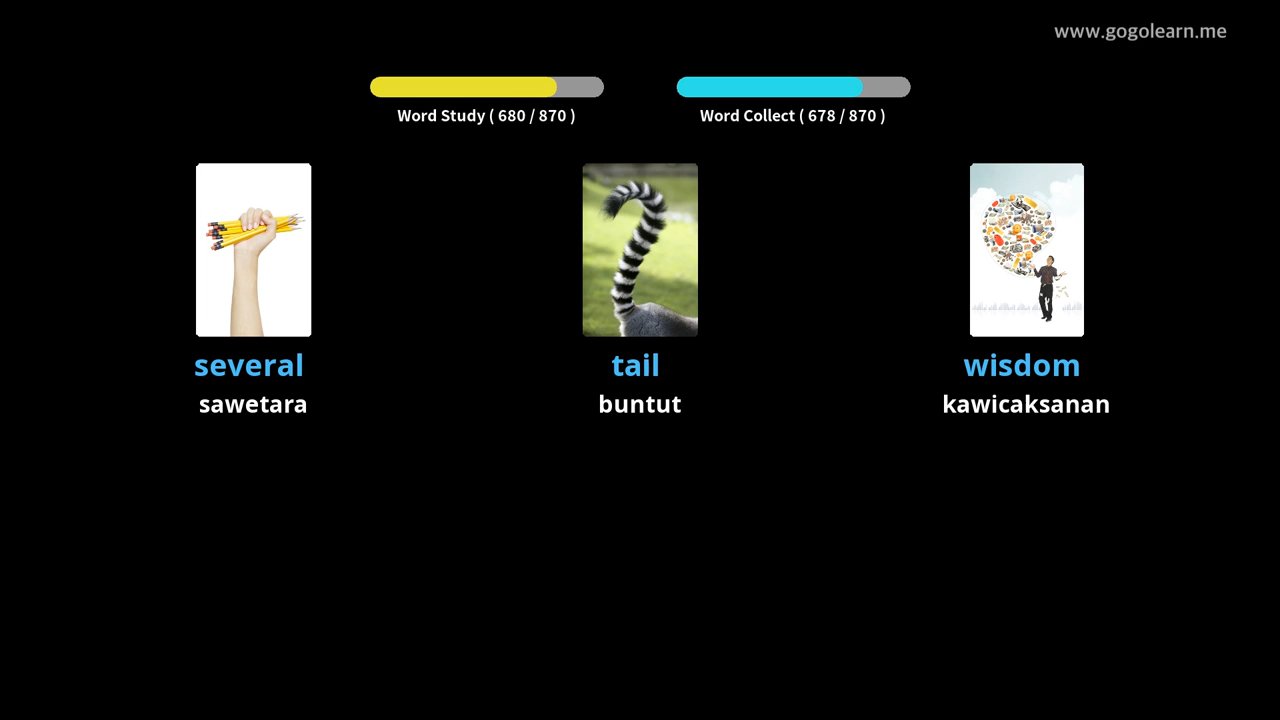 www.gogolearn.me
Word Study ( 680 / 870 )
Word Collect ( 678 / 870 )
several
tail
wisdom
sawetara
buntut
kawicaksanan